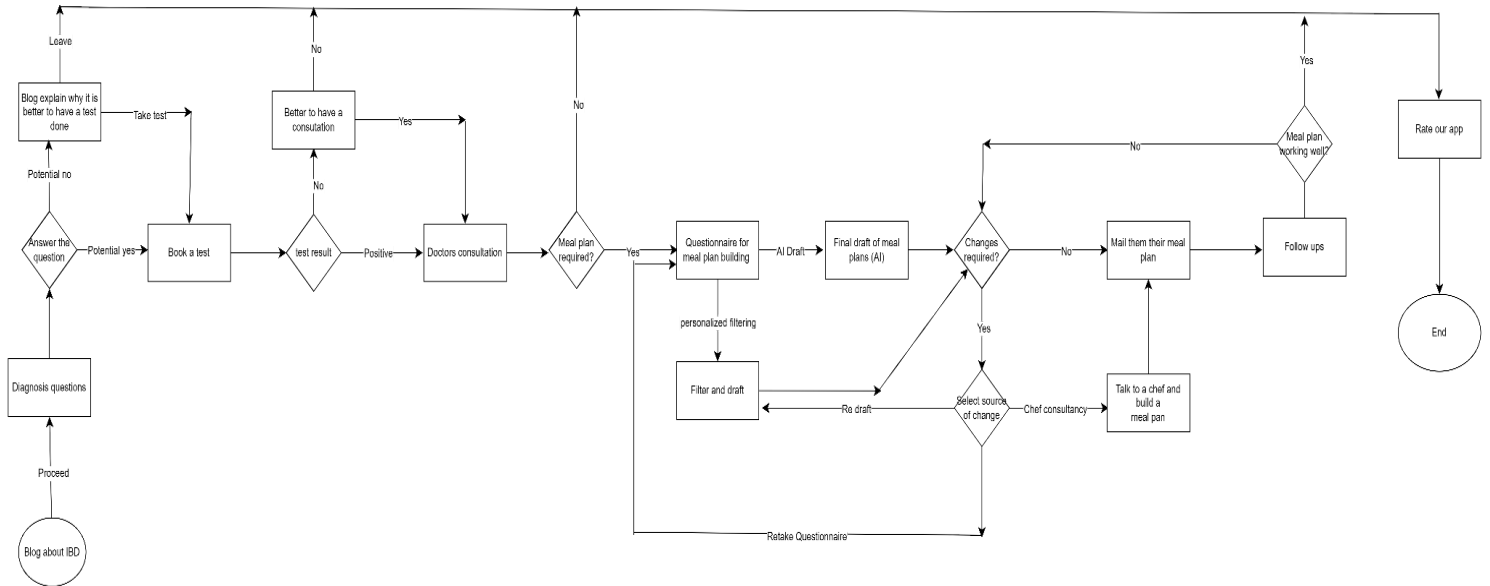 Leave
No
No
Yes
Blog explain why it is
better to have a test
done
Take test
Better to have a
consutation
Yes
Rate our app
Meal plan
working well?
No
Potential no
No
Answer the
question
Potential yes
Book a test
test result
Positive
Doctors consultation
Meal plan
required?
Yes
Questionnaire for
meal plan building
AI Draft
Final draft of meal
plans (AI)
Changes
required?
No
Mail them their meal
plan
Follow ups
personalized filtering
Yes
End
Diagnosis questions
Filter and draft
Re draft
Select source
of change
Chef consultancy
Talk to a chef and
build a
meal pan
Proceed
Retake Questionnaire
Blog about IBD